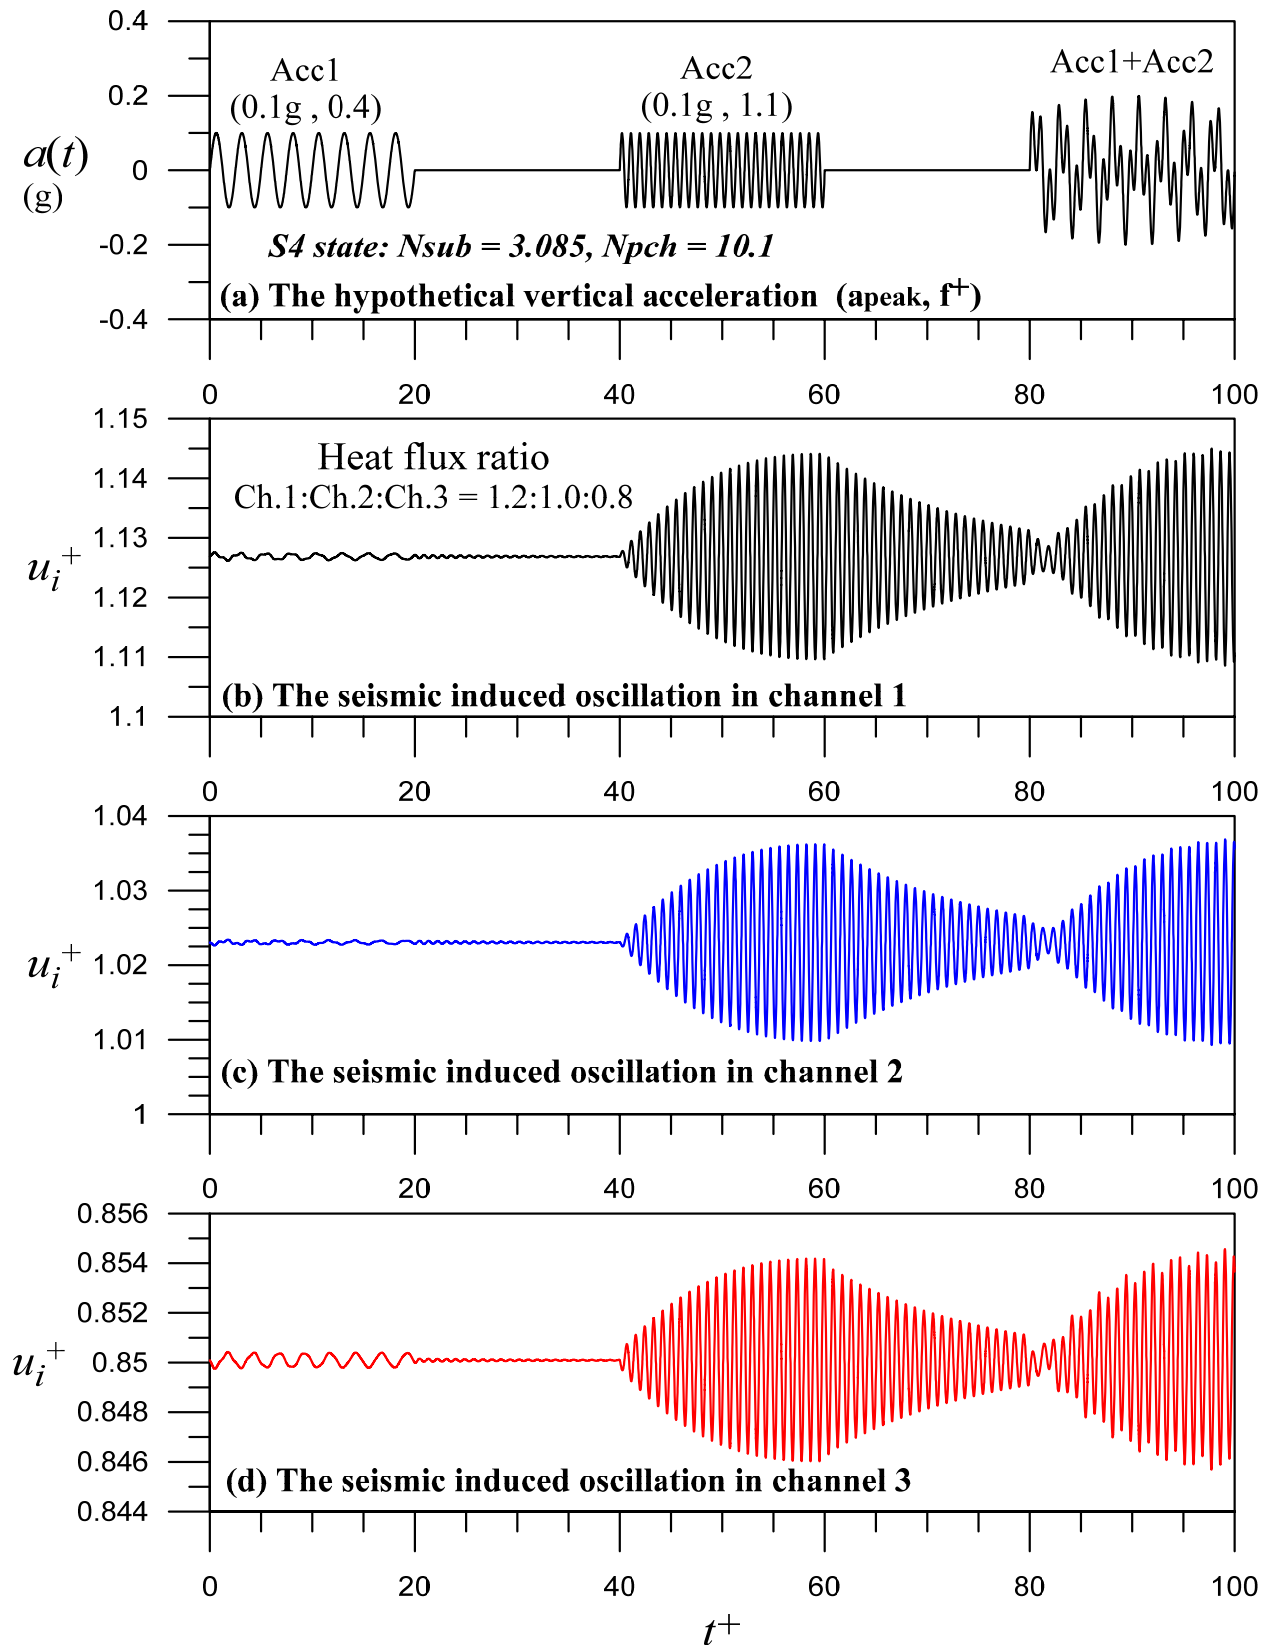 0.4
0.2
0
-0.2
-0.4
a(t)
(g)
Acc1
(0.1g , 0.4)
Acc2
(0.1g , 1.1)
Acc1+Acc2
S4 state: Nsub = 3.085, Npch = 10.1
(a) The hypothetical vertical acceleration (apeak, f+)
0 20 40 60 80 100
1.15
1.14
1.13
1.12
1.11
1.1
ui+
Heat flux ratio
Ch.1:Ch.2:Ch.3 = 1.2:1.0:0.8
(b) The seismic induced oscillation in channel 1
0 20 40 60 80 100
1.04
1.03
1.02
1.01
1
ui+
(c) The seismic induced oscillation in channel 2
0 20 40 60 80 100
0.856
0.854
0.852
0.85
0.848
0.846
0.844
ui+
(d) The seismic induced oscillation in channel 3
0 20 40 60 80 100
t+